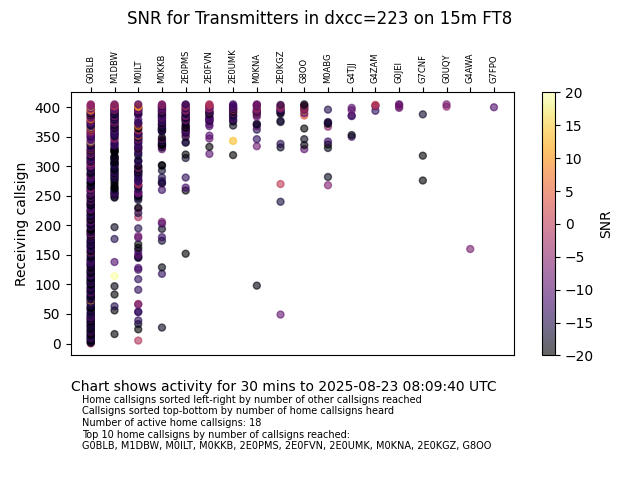 SNR for Transmitters in dxcc=223 on 15m FT8
G0BLB M1DBW M0ILT M0KKB 2E0PMS 2E0FVN 2E0UMK M0KNA 2E0KGZ G8OO M0ABG G4TJJ G4ZAM G0JEI G7CNF G0UQY G4AWA G7FPO
400
350
300
250
200
150
100
50
0
Receiving callsign
20
15
10
5
0
−5
−10
−15
−20
SNR
Chart shows activity for 30 mins to 2025-08-23 08:09:40 UTC
Home callsigns sorted left-right by number of other callsigns reached
Callsigns sorted top-bottom by number of home callsigns heard
Number of active home callsigns: 18
Top 10 home callsigns by number of callsigns reached:
G0BLB, M1DBW, M0ILT, M0KKB, 2E0PMS, 2E0FVN, 2E0UMK, M0KNA, 2E0KGZ, G8OO